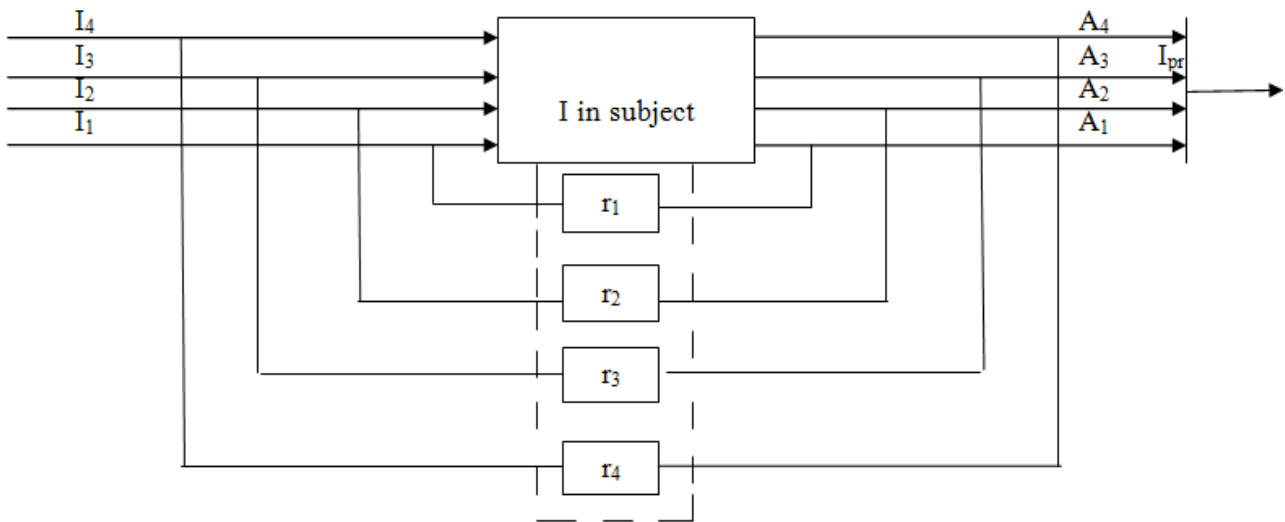 I₄
I₃
I₂
I₁
I in subject
A₄
A₃
Iₚᵣ
A₂
A₁
r₁
r₂
r₃
r₄